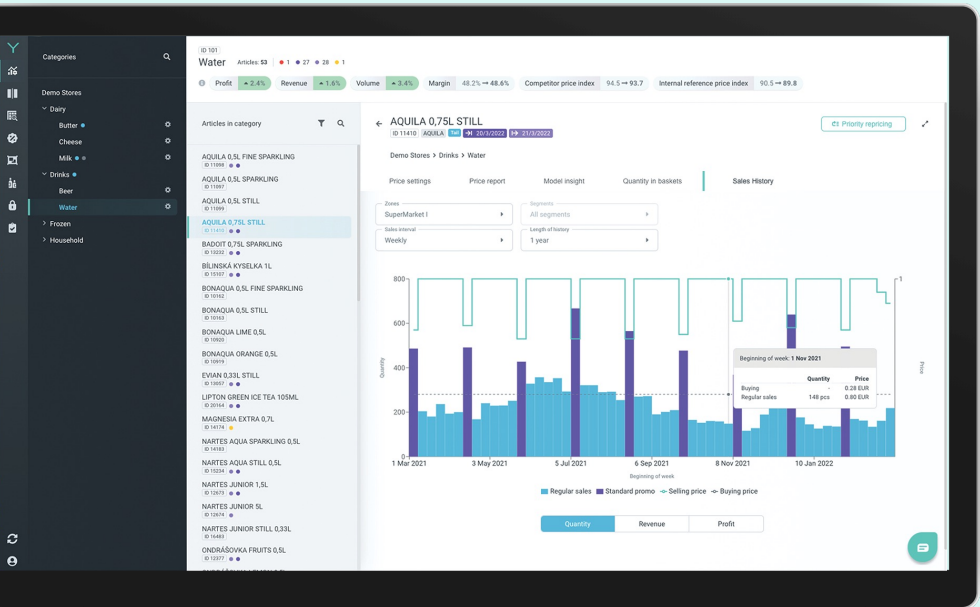 Categories
Demo Stores
Dairy
Butter
Cheese
Milk
Drinks
Beer
Water
Frozen
Household
ID 101
Water
Articles: 53
1
27
28
1
Profit 2.4%
Revenue 1.6%
Volume 3.4%
Margin 48.2% → 48.6%
Competitor price index 94.5 → 93.7
Internal reference price index 90.5 → 89.8
Articles in category
AQUILA 0,5L FINE SPARKLING
ID 11098
AQUILA 0,5L SPARKLING
ID 11097
AQUILA 0,5L STILL
ID 11099
AQUILA 0,75L STILL
ID 11410
BADOIT 0,75L SPARKLING
ID 13232
BÍLINSKÁ KYSELKA 1L
ID 15107
BONAQUA 0,5L FINE SPARKLING
ID 10162
BONAQUA 0,5L STILL
ID 10163
BONAQUA LIME 0,5L
ID 10920
BONAQUA ORANGE 0,5L
ID 10919
EVIAN 0,33L STILL
ID 13057
LIPTON GREEN ICE TEA 105ML
ID 20164
MAGNESIA EXTRA 0,7L
ID 14174
NARTES AQUA SPARKLING 0,5L
ID 14183
NARTES AQUA STILL 0,5L
ID 15234
NARTES JUNIOR 1,5L
ID 12673
NARTES JUNIOR 5L
ID 12674
NARTES JUNIOR STILL 0,33L
ID 16483
ONDRÁŠOVKA FRUITS 0,5L
ID 12377
AQUILA 0,75L STILL
ID 11410 AQUILA Tail 20/3/2022 21/3/2022
Priority repricing
Demo Stores > Drinks > Water
Price settings
Price report
Model insight
Quantity in baskets
Sales History
Zones
SuperMarket I
Segments
All segments
Sales interval
Weekly
Length of history
1 year
800
600
400
200
0
Quantity
1
Price
Beginning of week: 1 Nov 2021
Quantity Price
Buying - 0.28 EUR
Regular sales 148 pcs 0.80 EUR
1 Mar 2021
3 May 2021
5 Jul 2021
6 Sep 2021
8 Nov 2021
10 Jan 2022
Beginning of week
Regular sales
Standard promo
Selling price
Buying price
Quantity
Revenue
Profit